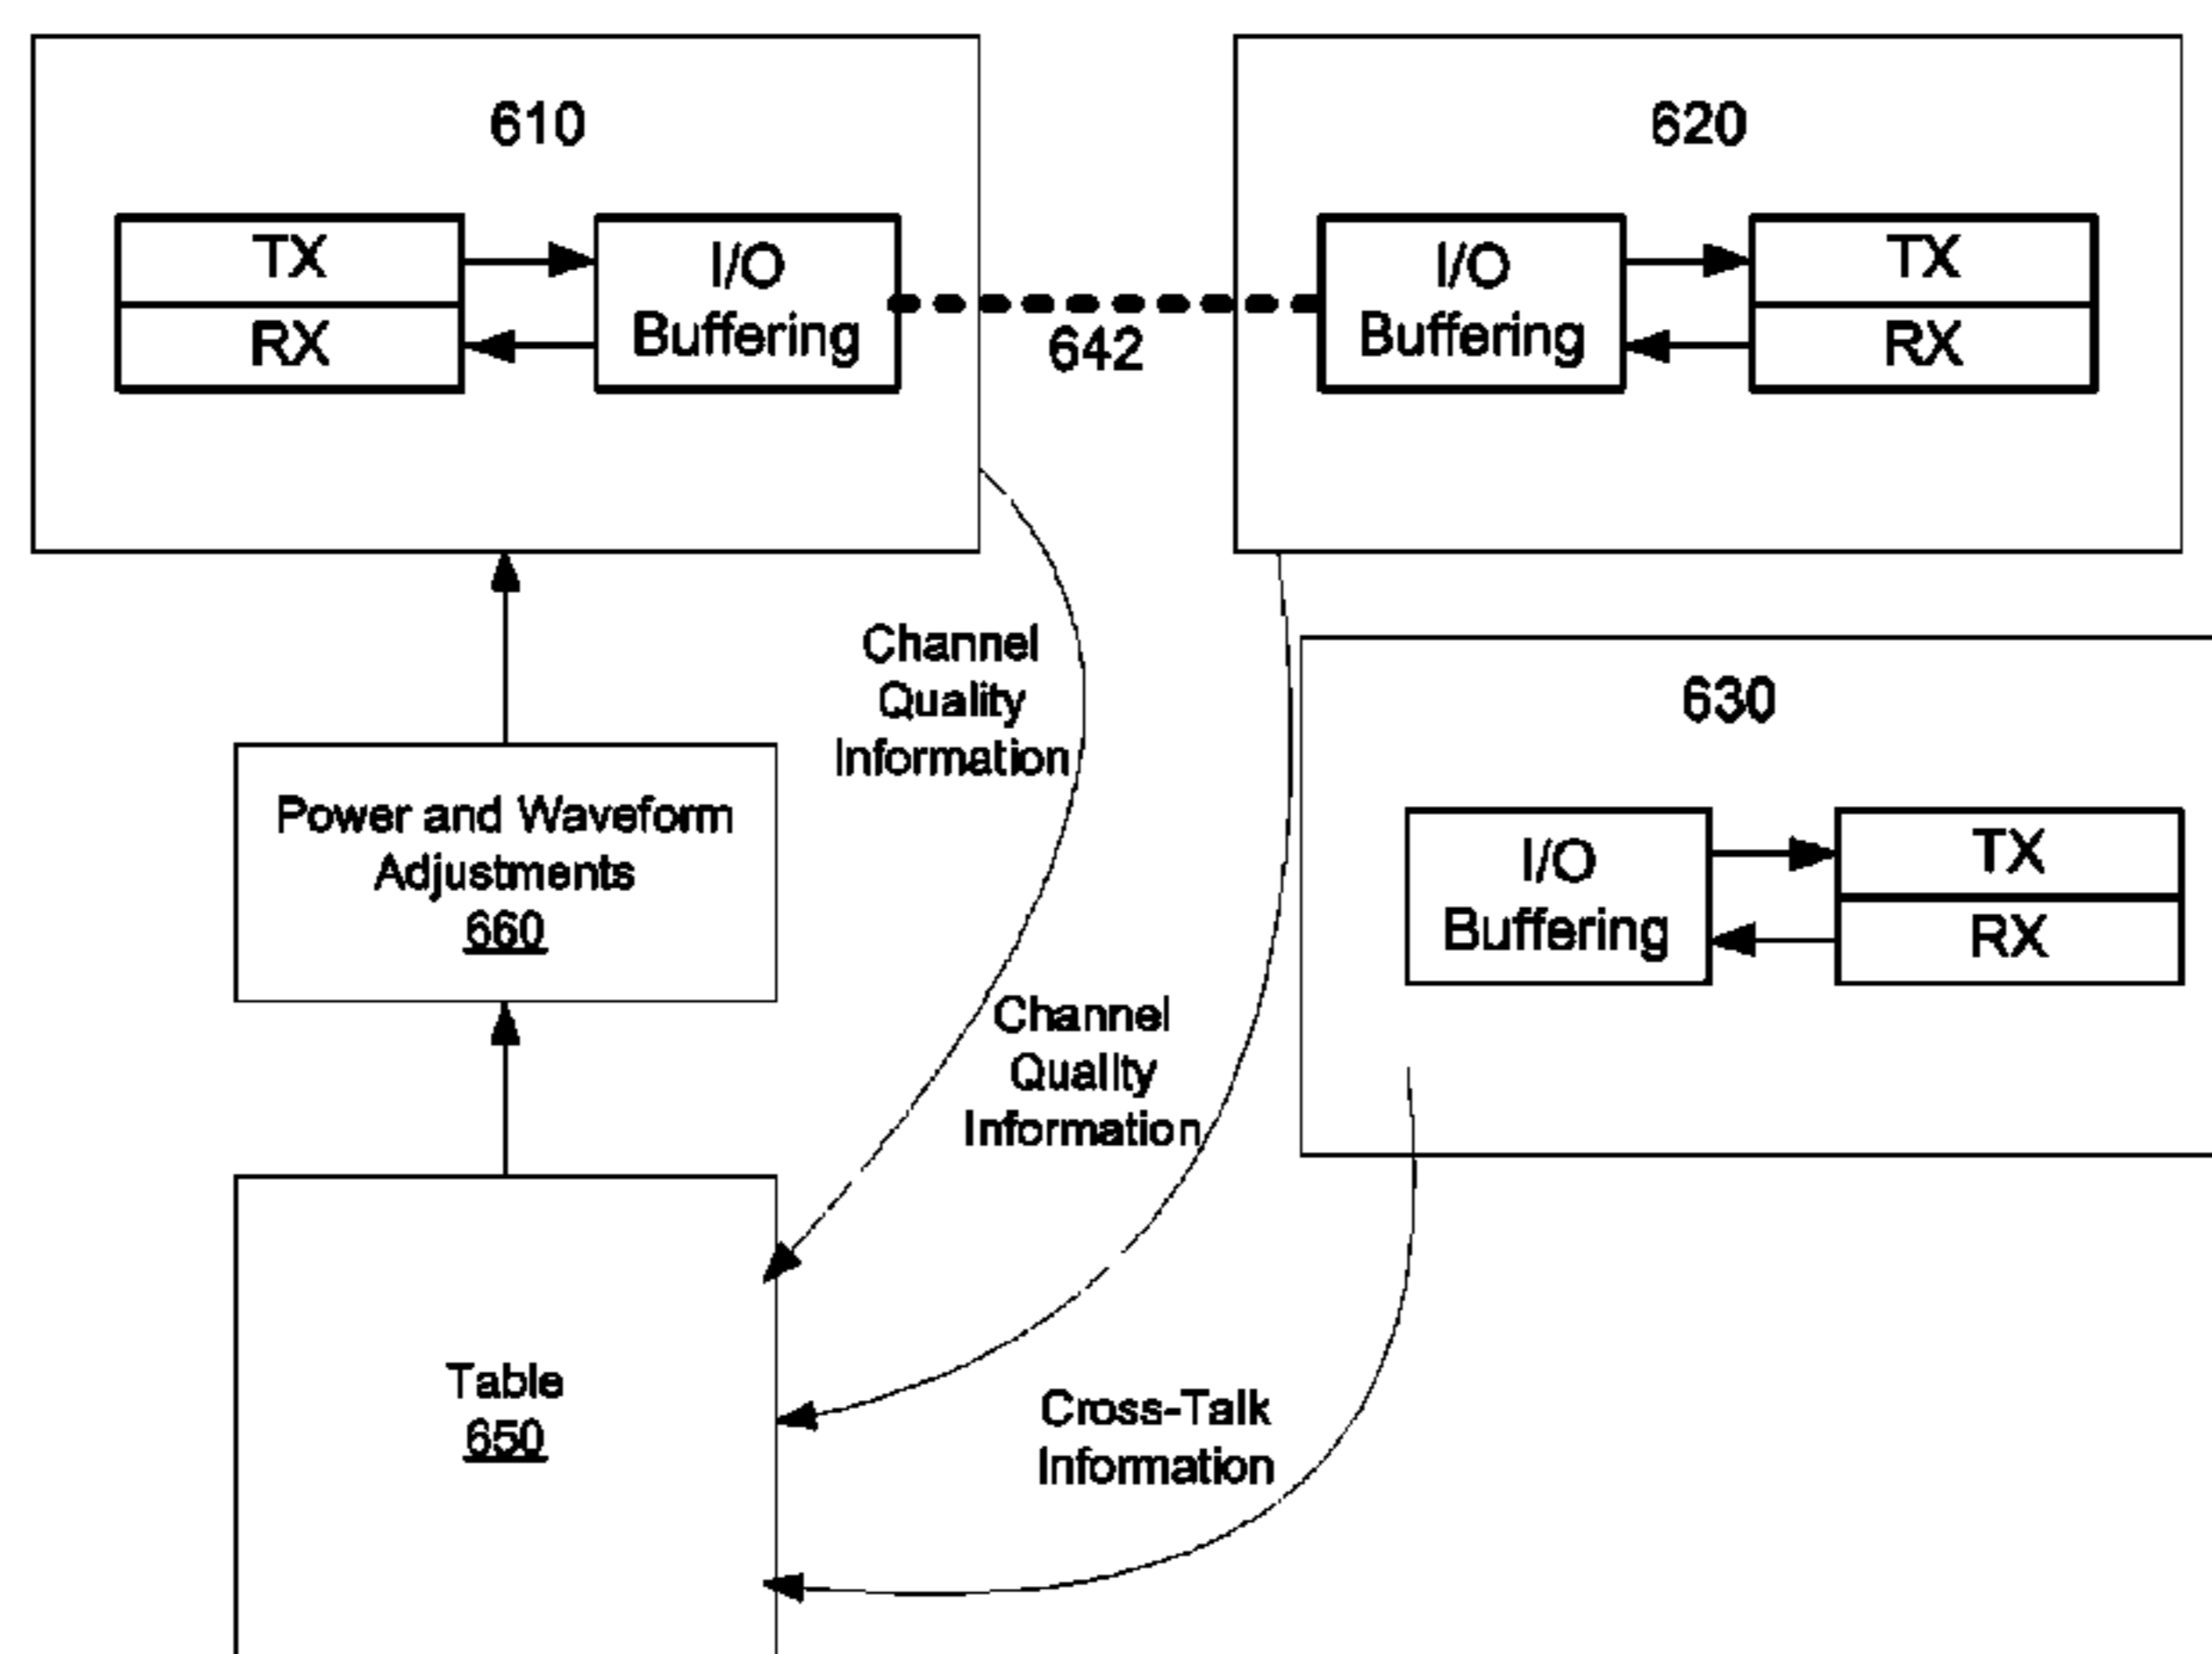 610
TX
RX
I/O
Buffering
642
620
I/O
Buffering
TX
RX
Channel
Quality
Information
630
I/O
Buffering
TX
RX
Power and Waveform
Adjustments
660
Channel
Quality
Information
Table
650
Cross-Talk
Information